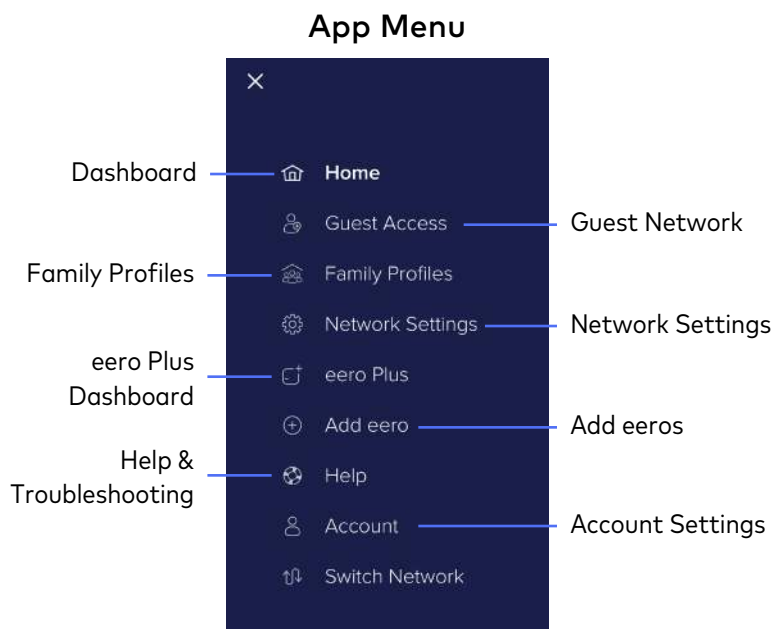 App Menu
Dashboard
Home
Guest Access
Guest Network
Family Profiles
Family Profiles
Network Settings
Network Settings
eero Plus
Dashboard
eero Plus
Add eero
Add eeros
Help &
Troubleshooting
Help
Account
Account Settings
Switch Network